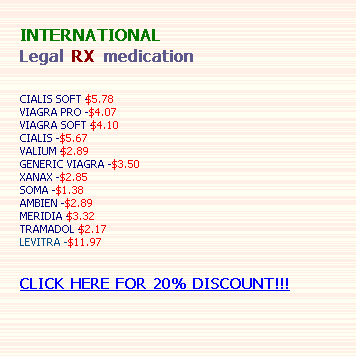 INTERNATIONAL
Legal RX medication
CIALIS SOFT $5.78
VIAGRA PRO -$4.07
VIAGRA SOFT $4.10
CIALIS -$5.67
VALIUM $2.89
GENERIC VIAGRA -$3.50
XANAX -$2.85
SOMA -$1.38
AMBIEN -$2.89
MERIDIA $3.32
TRAMADOL $2.17
LEVITRA -$11.97
CLICK HERE FOR 20% DISCOUNT!!!